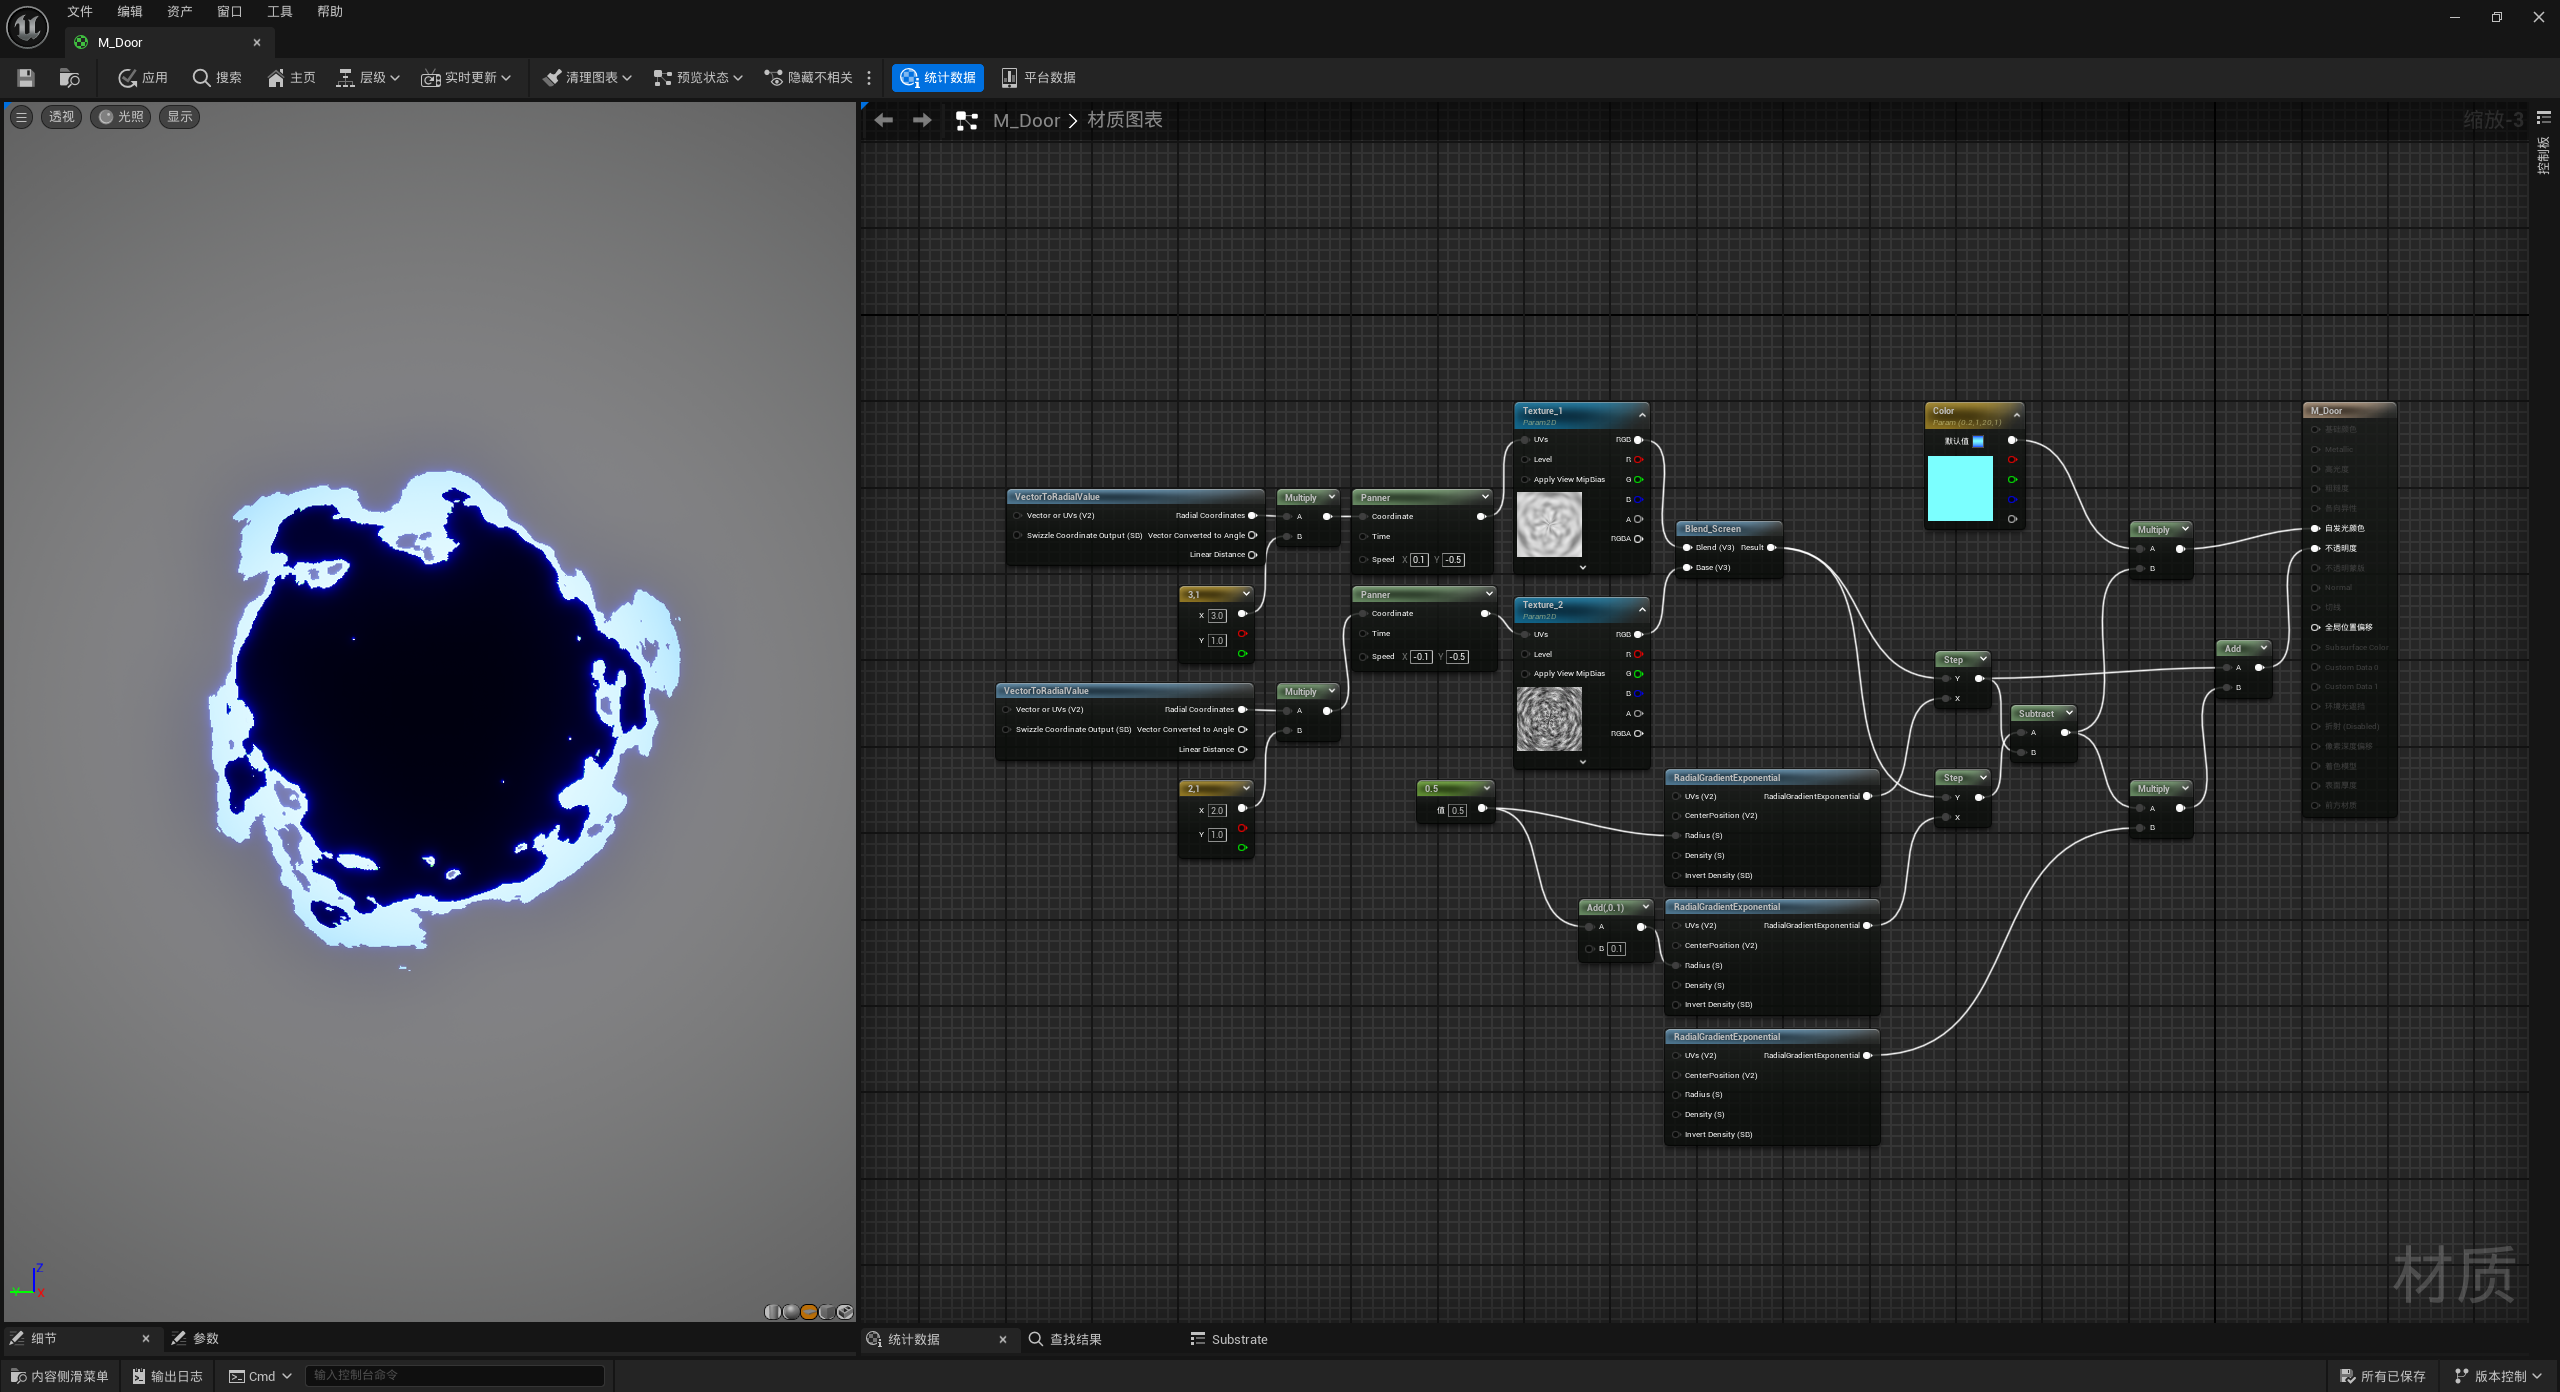 文件 编辑 资产 窗口 工具 帮助
M_Door
应用 搜索 主页 层级 实时更新 清理图表 预览状态 隐藏不相关 统计数据 平台数据
透视 光照 显示
M_Door > 材质图表
缩放-3
控制板
Texture_1
Param2D
UVs RGB
Level R
Apply View MipBias G
B
A
RGBA
Color
Param (0.2,1,20,1)
默认值
M_Door
基础颜色
Metallic
高光度
粗糙度
各向异性
自发光颜色
不透明度
不透明蒙版
Normal
切线
全局位置偏移
Subsurface Color
Custom Data 0
Custom Data 1
环境光遮挡
折射 (Disabled)
像素深度偏移
着色模型
表面厚度
前方材质
VectorToRadialValue
Vector or UVs (V2) Radial Coordinates
Swizzle Coordinate Output (SB) Vector Converted to Angle
Linear Distance
Multiply
A
B
Panner
Coordinate
Time
Speed X 0.1 Y -0.5
Blend_Screen
Blend (V3) Result
Base (V3)
Multiply
A
B
3,1
X 3.0
Y 1.0
Panner
Coordinate
Time
Speed X -0.1 Y -0.5
Texture_2
Param2D
UVs RGB
Level R
Apply View MipBias G
B
A
RGBA
Step
Y
X
Add
A
B
VectorToRadialValue
Vector or UVs (V2) Radial Coordinates
Swizzle Coordinate Output (SB) Vector Converted to Angle
Linear Distance
Multiply
A
B
Subtract
A
B
2,1
X 2.0
Y 1.0
0.5
值 0.5
RadialGradientExponential
UVs (V2) RadialGradientExponential
CenterPosition (V2)
Radius (S)
Density (S)
Invert Density (SB)
Step
Y
X
Multiply
A
B
Add(,0.1)
A
B 0.1
RadialGradientExponential
UVs (V2) RadialGradientExponential
CenterPosition (V2)
Radius (S)
Density (S)
Invert Density (SB)
RadialGradientExponential
UVs (V2) RadialGradientExponential
CenterPosition (V2)
Radius (S)
Density (S)
Invert Density (SB)
材质
Z
Y X
细节 参数
统计数据 查找结果 Substrate
内容侧滑菜单 输出日志 Cmd 输入控制台命令
所有已保存 版本控制